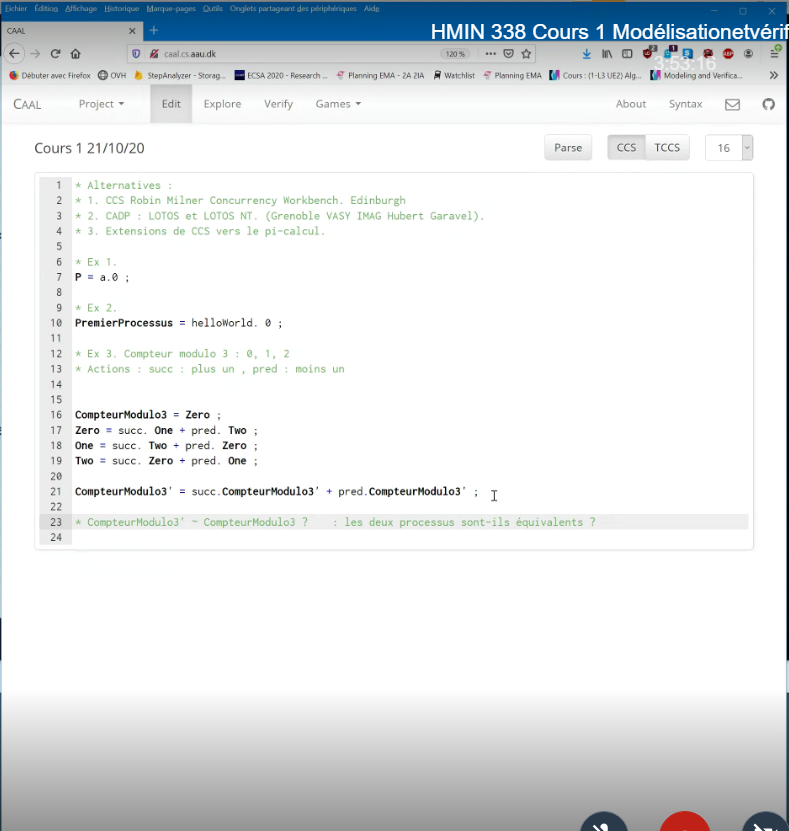 Fichier Édition Affichage Historique Marque-pages Outils Onglets partageant des périphériques Aide
HMIN 338 Cours 1 Modélisationetvérif
CAAL
3:53:16
caal.cs.aau.dk
120 %
Débuter avec Firefox OVH StepAnalyzer - Storag... ECSA 2020 - Research ... Planning EMA - 2A 2IA Watchlist Planning EMA Cours : (1-L3 UE2) Alg... Modeling and Verifica...
CAAL Project Edit Explore Verify Games About Syntax
Cours 1 21/10/20 Parse CCS TCCS 16
1 * Alternatives :
2 * 1. CCS Robin Milner Concurrency Workbench. Edinburgh
3 * 2. CADP : LOTOS et LOTOS NT. (Grenoble VASY IMAG Hubert Garavel).
4 * 3. Extensions de CCS vers le pi-calcul.
5
6 * Ex 1.
7 P = a.0 ;
8
9 * Ex 2.
10 PremierProcessus = helloWorld. 0 ;
11
12 * Ex 3. Compteur modulo 3 : 0, 1, 2
13 * Actions : succ : plus un , pred : moins un
14
15
16 CompteurModulo3 = Zero ;
17 Zero = succ. One + pred. Two ;
18 One = succ. Two + pred. Zero ;
19 Two = succ. Zero + pred. One ;
20
21 CompteurModulo3' = succ.CompteurModulo3' + pred.CompteurModulo3' ;
22
23 * CompteurModulo3' ~ CompteurModulo3 ? : les deux processus sont-ils équivalents ?
24